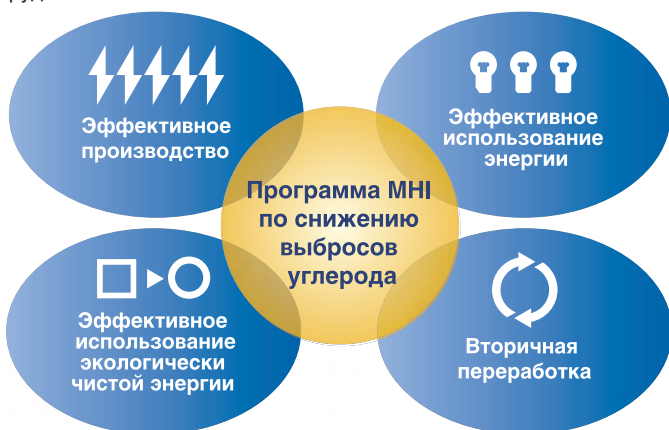 Эффективное
производство
Эффективное
использование
энергии
Программа MHI
по снижению
выбросов
углерода
Эффективное
использование
экологически
чистой энергии
Вторичная
переработка